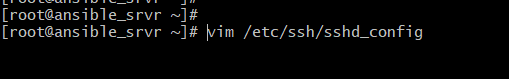 [root@ansible_srvr ~]#
[root@ansible_srvr ~]#
[root@ansible_srvr ~]# vim /etc/ssh/sshd_config